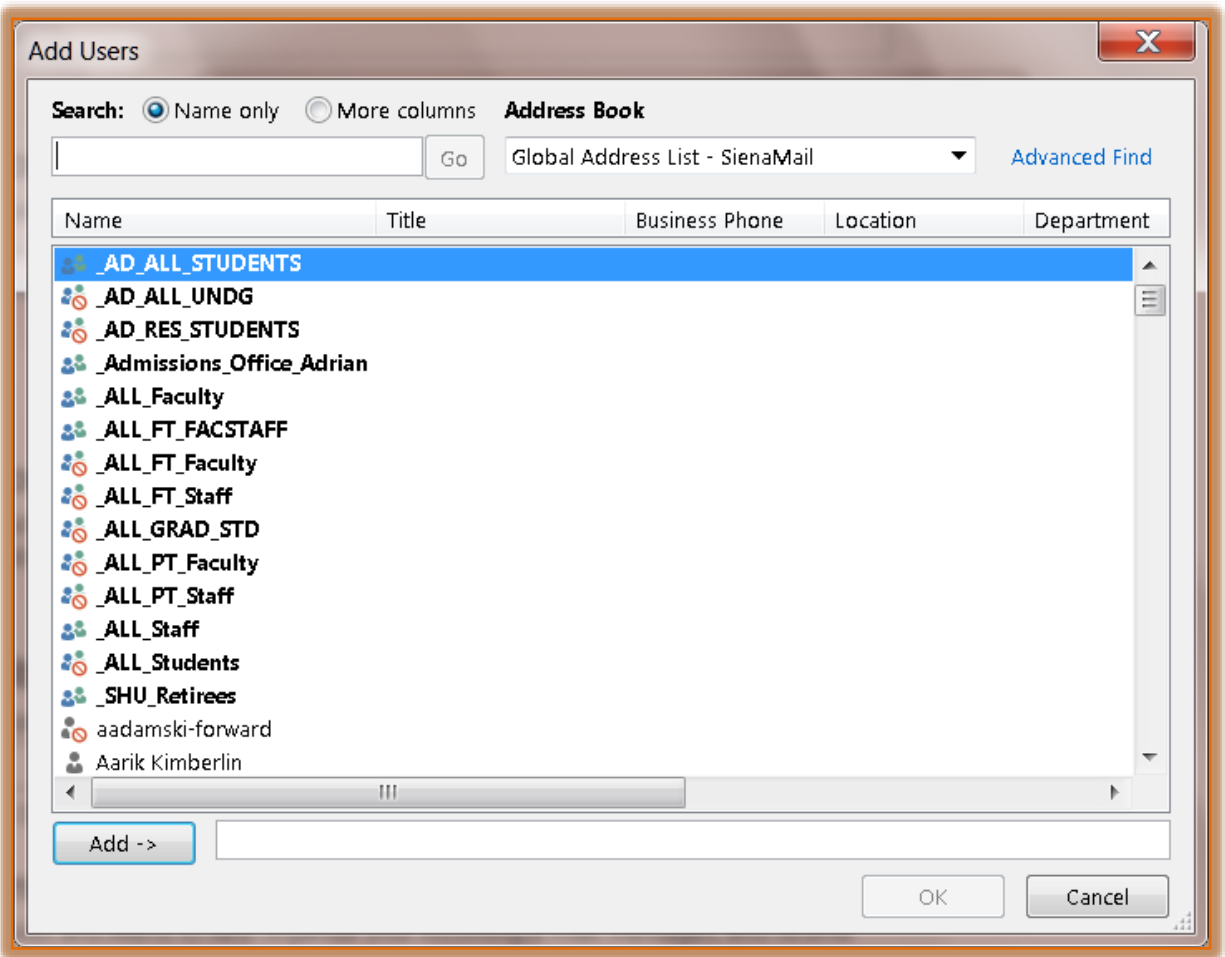 Add Users
Search: Name only More columns Address Book
Go Global Address List - SienaMail Advanced Find
Name Title Business Phone Location Department
_AD_ALL_STUDENTS
_AD_ALL_UNDG
_AD_RES_STUDENTS
_Admissions_Office_Adrian
_ALL_Faculty
_ALL_FT_FACSTAFF
_ALL_FT_Faculty
_ALL_FT_Staff
_ALL_GRAD_STD
_ALL_PT_Faculty
_ALL_PT_Staff
_ALL_Staff
_ALL_Students
_SHU_Retirees
aadamski-forward
Aarik Kimberlin
Add ->
OK Cancel